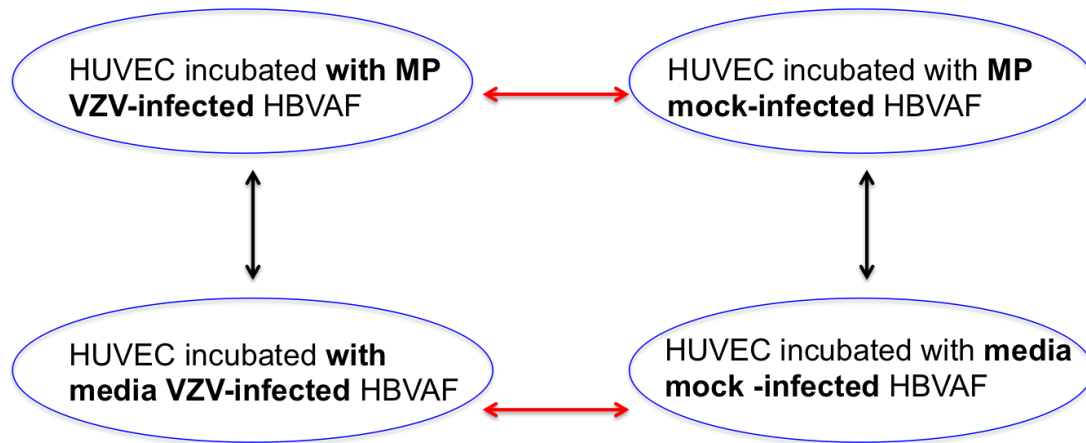 HUVEC incubated with MP
VZV-infected HBVAF
HUVEC incubated with MP
mock-infected HBVAF
HUVEC incubated with
media VZV-infected HBVAF
HUVEC incubated with media
mock -infected HBVAF